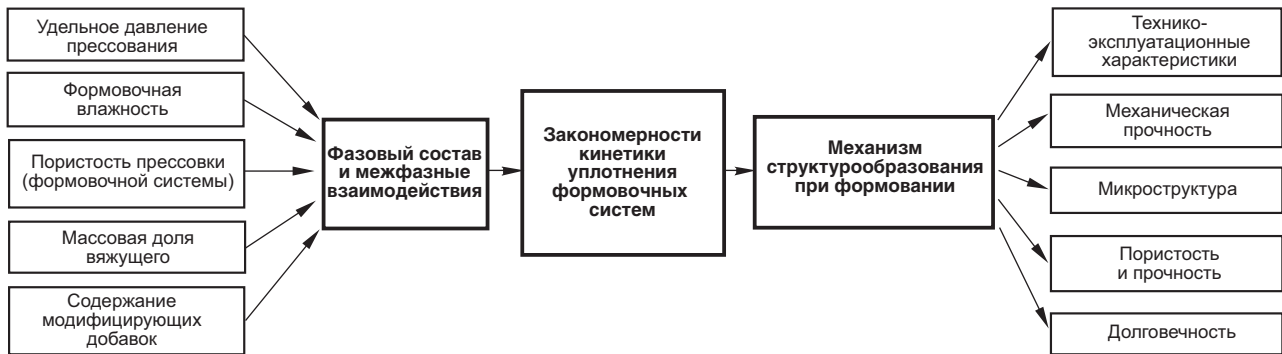 Удельное давление
прессования
Формовочная
влажность
Пористость прессовки
(формовочной системы)
Массовая доля
вяжущего
Содержание
модифицирующих
добавок
Фазовый состав
и межфазные
взаимодействия
Закономерности
кинетики
уплотнения
формовочных
систем
Механизм
структурообразования
при формовании
Технико-
эксплуатационные
характеристики
Механическая
прочность
Микроструктура
Пористость
и прочность
Долговечность